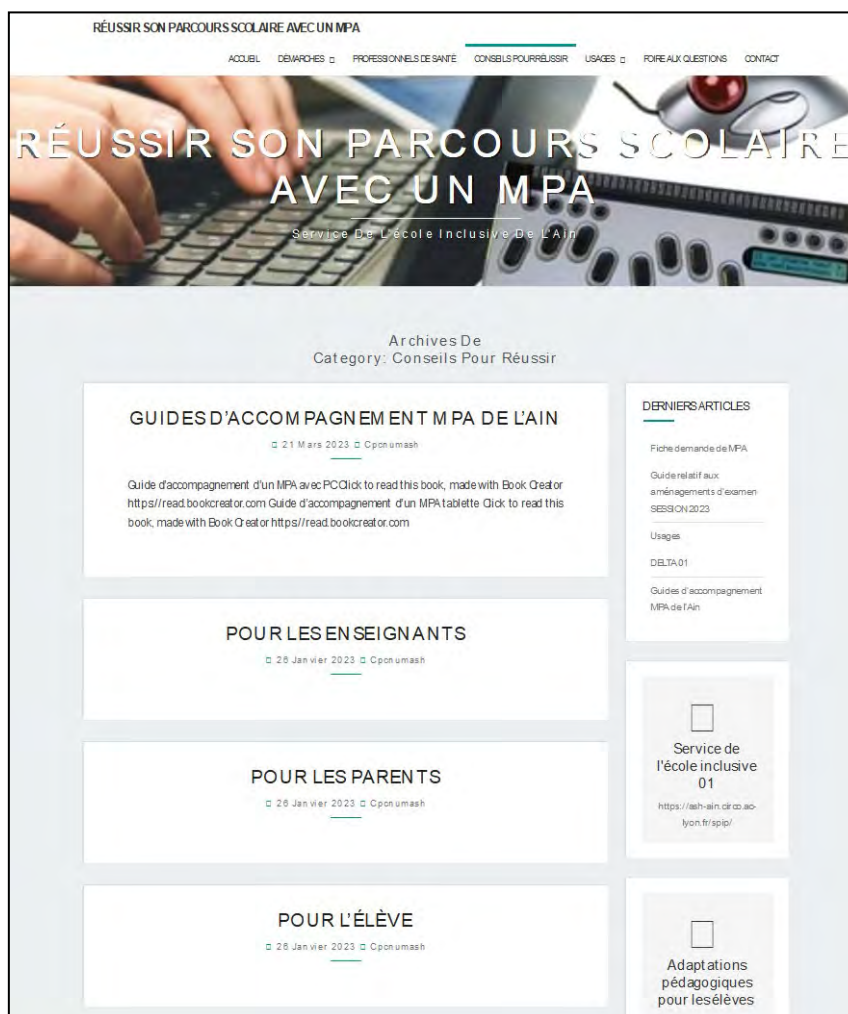 RÉUSSIR SON PARCOURS SCOLAIRE AVEC UN MPA
ACCUEIL DÉMARCHES PROFESSIONNELS DE SANTÉ CONSEILS POUR RÉUSSIR USAGES FOIRE AUX QUESTIONS CONTACT
RÉUSSIR SON PARCOURS SCOLAIRE
AVEC UN MPA
Service De L'école Inclusive De L'Ain
Archives De
Category: Conseils Pour Réussir
GUIDES D'ACCOMPAGNEMENT MPA DE L'AIN
21 Mars 2023 Cpcnumash
Guide d'accompagnement d'un MPA avec PCClick to read this book, made with Book Creator
https://read.bookcreator.com Guide d'accompagnement d'un MPA tablette Click to read this
book, made with Book Creator https://read.bookcreator.com
POUR LES ENSEIGNANTS
26 Janvier 2023 Cpcnumash
POUR LES PARENTS
26 Janvier 2023 Cpcnumash
POUR L'ÉLÈVE
26 Janvier 2023 Cpcnumash
DERNIERS ARTICLES
Fiche demande de MPA
Guide relatif aux
aménagements d'examen
SESSION 2023
Usages
DELTA 01
Guides d'accompagnement
MPA de l'Ain
Service de
l'école inclusive
01
https://ash-ain.circo.ac-
lyon.fr/spip/
Adaptations
pédagogiques
pour les élèves